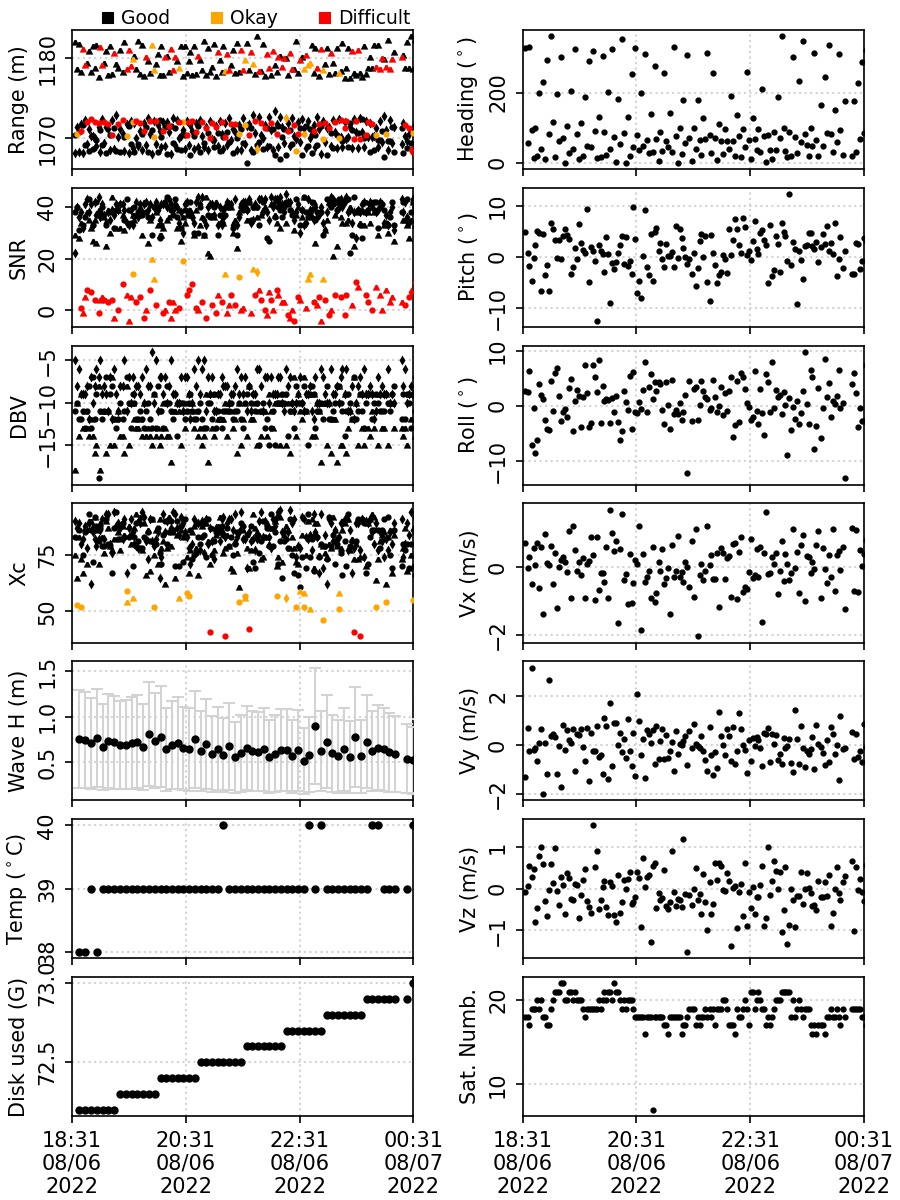 Good Okay Difficult
Range (m)
1180
1070
Heading (°)
200
0
SNR
40
20
0
Pitch (°)
10
0
−10
DBV
−5
−10
−15
Roll (°)
10
0
−10
Xc
75
50
Vx (m/s)
0
−2
Wave H (m)
1.5
1.0
0.5
Vy (m/s)
2
0
−2
Temp (°C)
40
39
38
Vz (m/s)
1
0
−1
Disk used (G)
73.0
72.5
Sat. Numb.
20
10
18:31 20:31 22:31 00:31
08/06 08/06 08/06 08/07
2022 2022 2022 2022
18:31 20:31 22:31 00:31
08/06 08/06 08/06 08/07
2022 2022 2022 2022